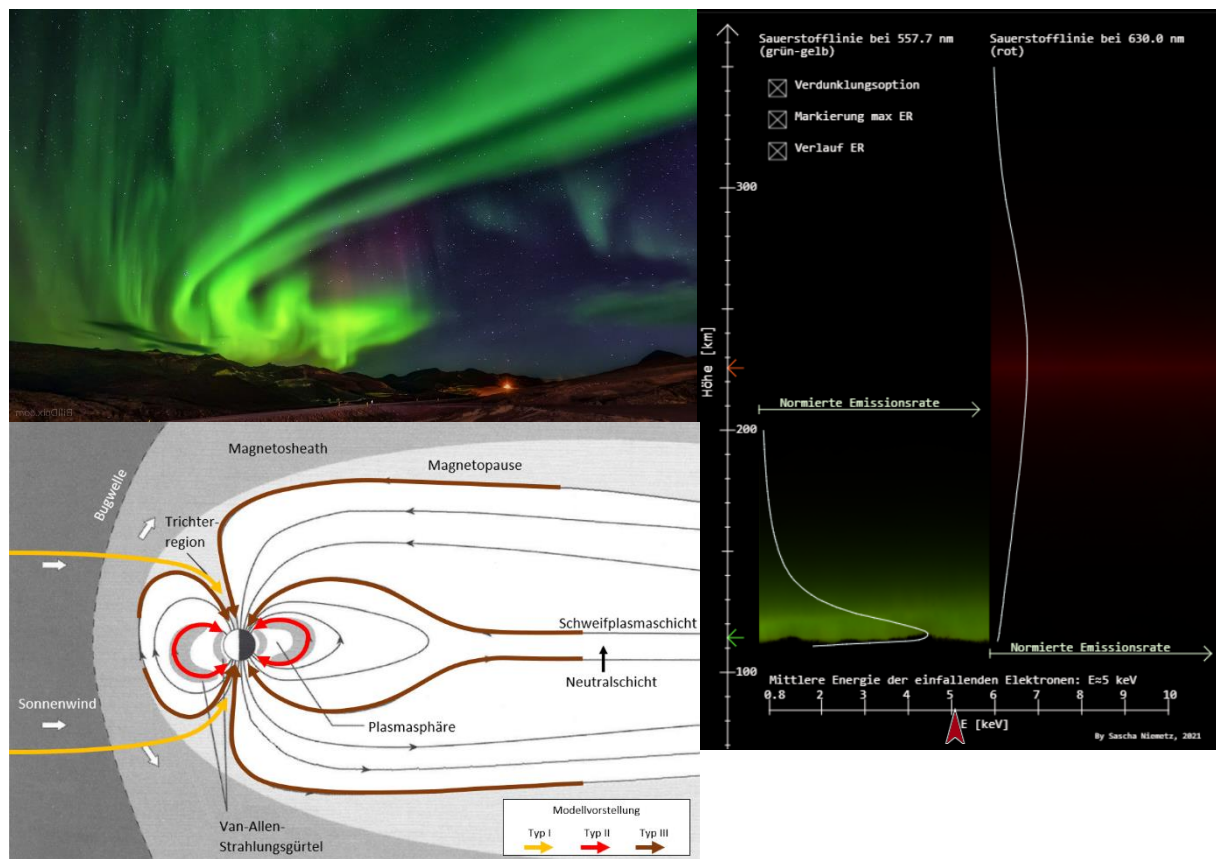 BilDox.com
Magnetosheath
Magnetopause
Bugwelle
Trichter-
region
Schweifplasmaschicht
Neutralschicht
Sonnenwind
Plasmasphäre
Van-Allen-
Strahlungsgürtel
Modellvorstellung
Typ I
Typ II
Typ III
Sauerstofflinie bei 557.7 nm
(grün-gelb)
Sauerstofflinie bei 630.0 nm
(rot)
Verdunklungsoption
Markierung max ER
Verlauf ER
300
Höhe [km]
Normierte Emissionsrate
200
Normierte Emissionsrate
100
Mittlere Energie der einfallenden Elektronen: E≈5 keV
0.8 2 3 4 5 6 7 8 9 10
E [keV]
By Sascha Niemetz, 2021